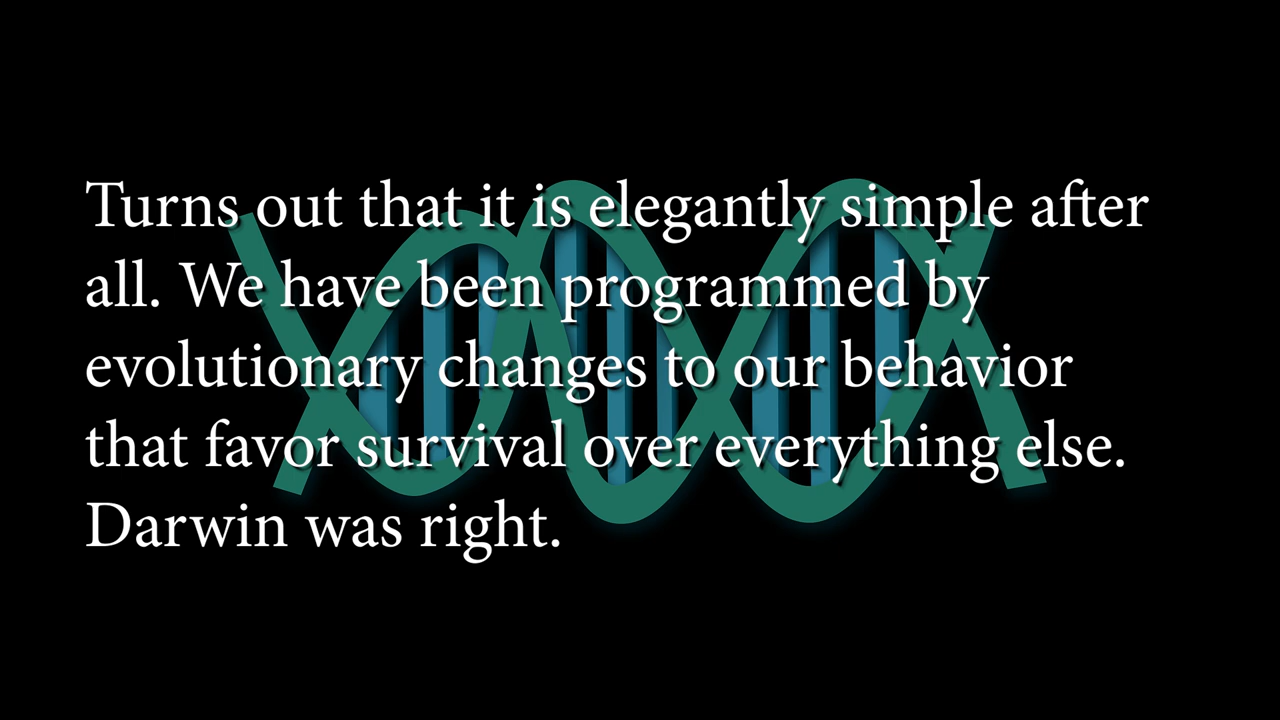 Turns out that it is elegantly simple after
all. We have been programmed by
evolutionary changes to our behavior
that favor survival over everything else.
Darwin was right.